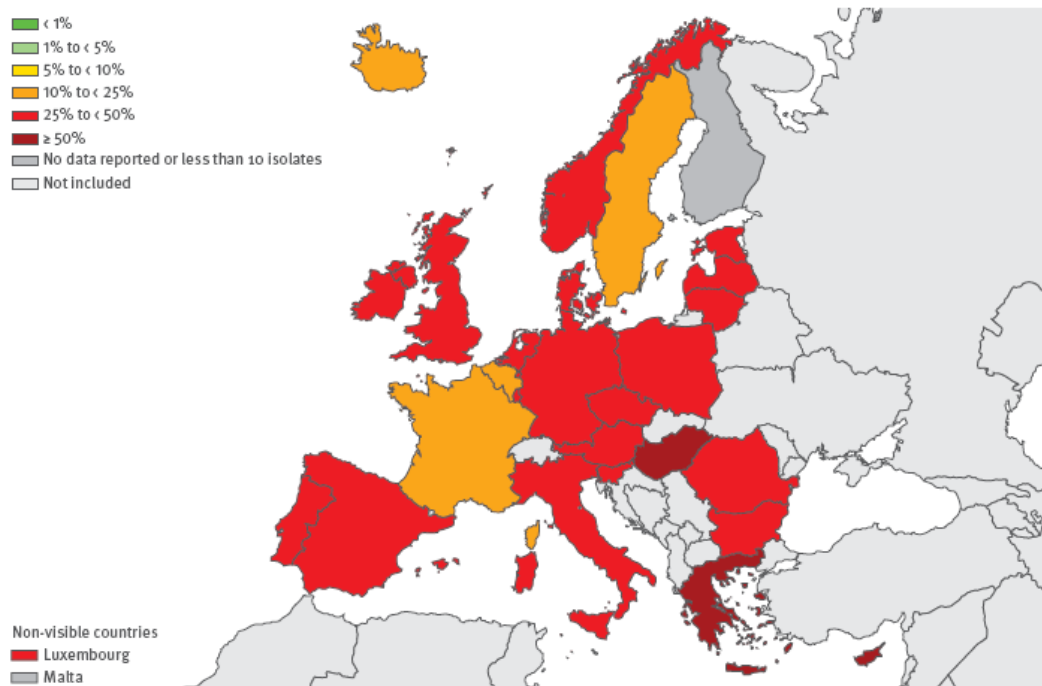 < 1%
1% to < 5%
5% to < 10%
10% to < 25%
25% to < 50%
≥ 50%
No data reported or less than 10 isolates
Not included
Non-visible countries
Luxembourg
Malta